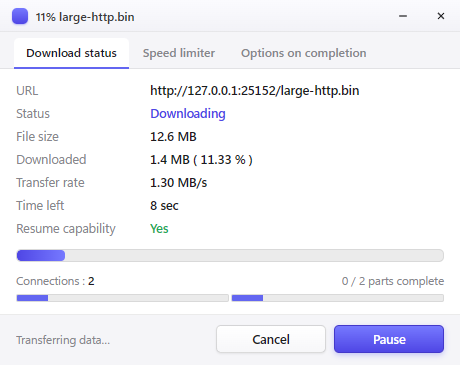 11% large-http.bin
Download status Speed limiter Options on completion
URL http://127.0.0.1:25152/large-http.bin
Status Downloading
File size 12.6 MB
Downloaded 1.4 MB ( 11.33 % )
Transfer rate 1.30 MB/s
Time left 8 sec
Resume capability Yes
Connections : 2 0 / 2 parts complete
Transferring data... Cancel Pause